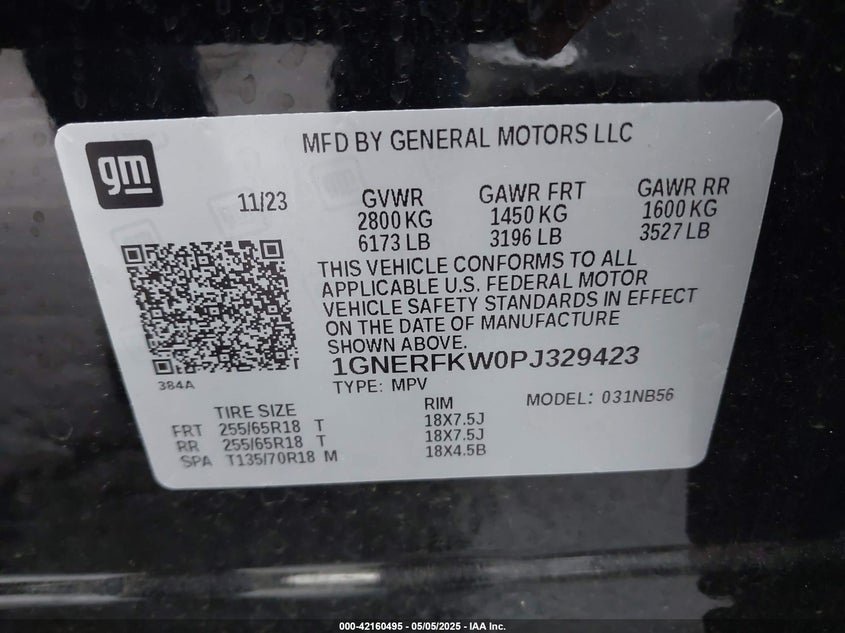 MFD BY GENERAL MOTORS LLC
gm
11/23
GVWR GAWR FRT GAWR RR
2800 KG 1450 KG 1600 KG
6173 LB 3196 LB 3527 LB
THIS VEHICLE CONFORMS TO ALL
APPLICABLE U.S. FEDERAL MOTOR
VEHICLE SAFETY STANDARDS IN EFFECT
ON THE DATE OF MANUFACTURE
SHOWN ABOVE.
1GNERFKW0PJ329423
384A
TYPE: MPV
MODEL: 031NB56
TIRE SIZE RIM
FRT 255/65R18 T 18X7.5J
RR 255/65R18 T 18X7.5J
SPA T135/70R18 M 18X4.5B
000-42160495 - 05/05/2025 - IAA Inc.